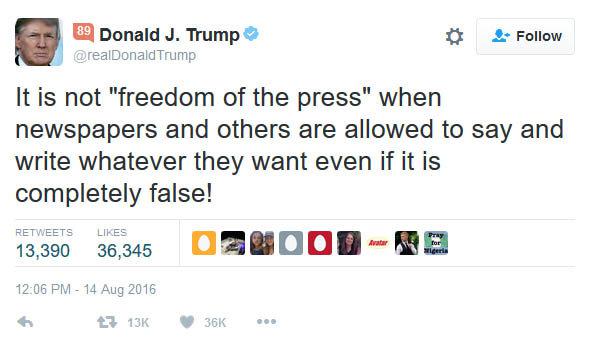 89 Donald J. Trump
@realDonaldTrump
Follow
It is not "freedom of the press" when
newspapers and others are allowed to say and
write whatever they want even if it is
completely false!
RETWEETS LIKES
13,390 36,345
Avatar
Pray
for
Nigeria
12:06 PM - 14 Aug 2016
13K 36K